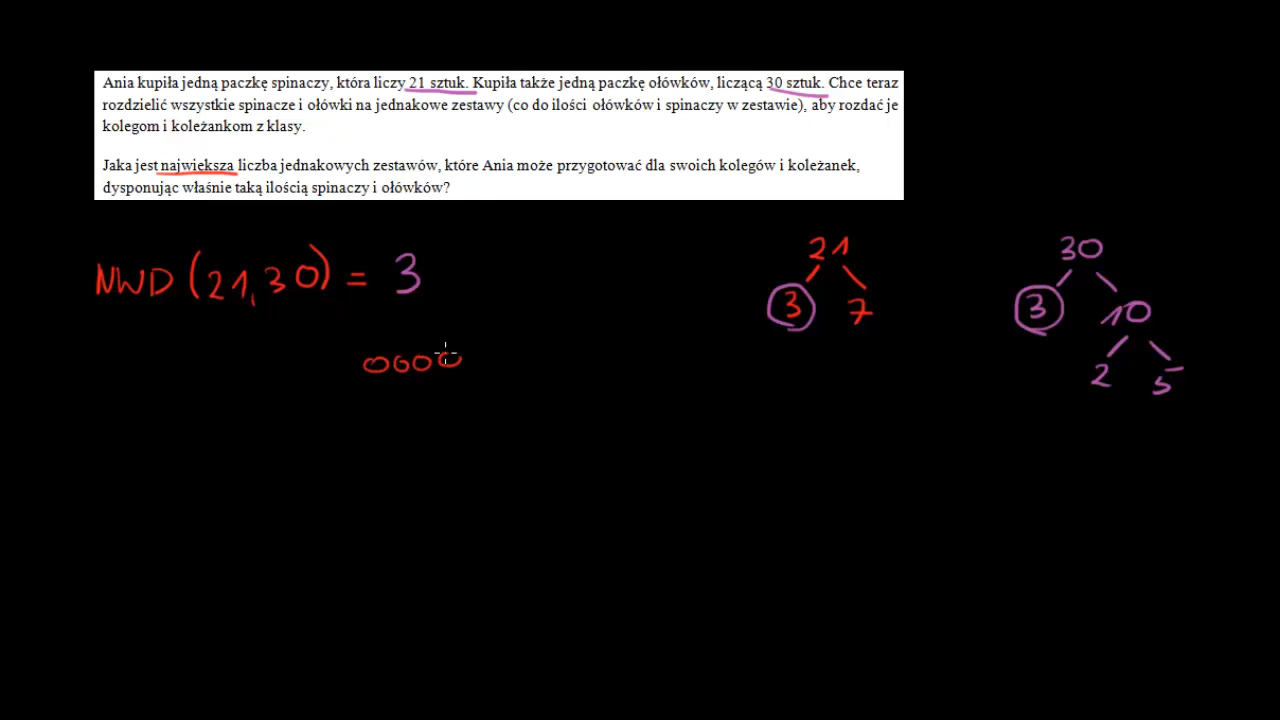 Ania kupiła jedną paczkę spinaczy, która liczy 21 sztuk. Kupiła także jedną paczkę ołówków, liczącą 30 sztuk. Chce teraz
rozdzielić wszystkie spinacze i ołówki na jednakowe zestawy (co do ilości ołówków i spinaczy w zestawie), aby rozdać je
kolegom i koleżankom z klasy.
Jaka jest największa liczba jednakowych zestawów, które Ania może przygotować dla swoich kolegów i koleżanek,
dysponując właśnie taką ilością spinaczy i ołówków?
NWD (21,30) = 3
21
3 7
30
3 10
2 5